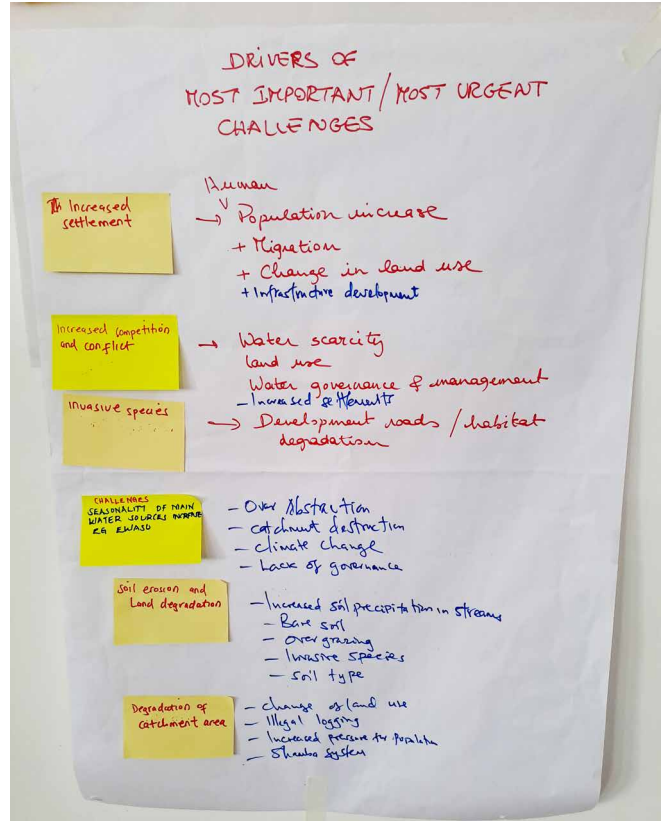 DRIVERS OF
MOST IMPORTANT/MOST URGENT
CHALLENGES
Increased
settlement
Human
→ Population increase
+ Migration
+ Change in land use
+ Infrastructure development
Increased competition
and conflict
→ Water scarcity
land use
Water governance & management
- Increased settlements
Invasive species
→ Development roads / habitat
degradation
CHALLENGES
SEASONALITY OF MAIN
WATER SOURCES INCREASE
EG EWASO
- Over Abstraction
- catchment destruction
- climate change
- Lack of governance
Soil erosion and
Land degradation
- Increased soil precipitation in streams
- Bare soil
- overgrazing
- Invasive species
- soil type
Degradation of
catchment area
- change of land use
- Illegal logging
- Increased pressure for population
- Shamba system